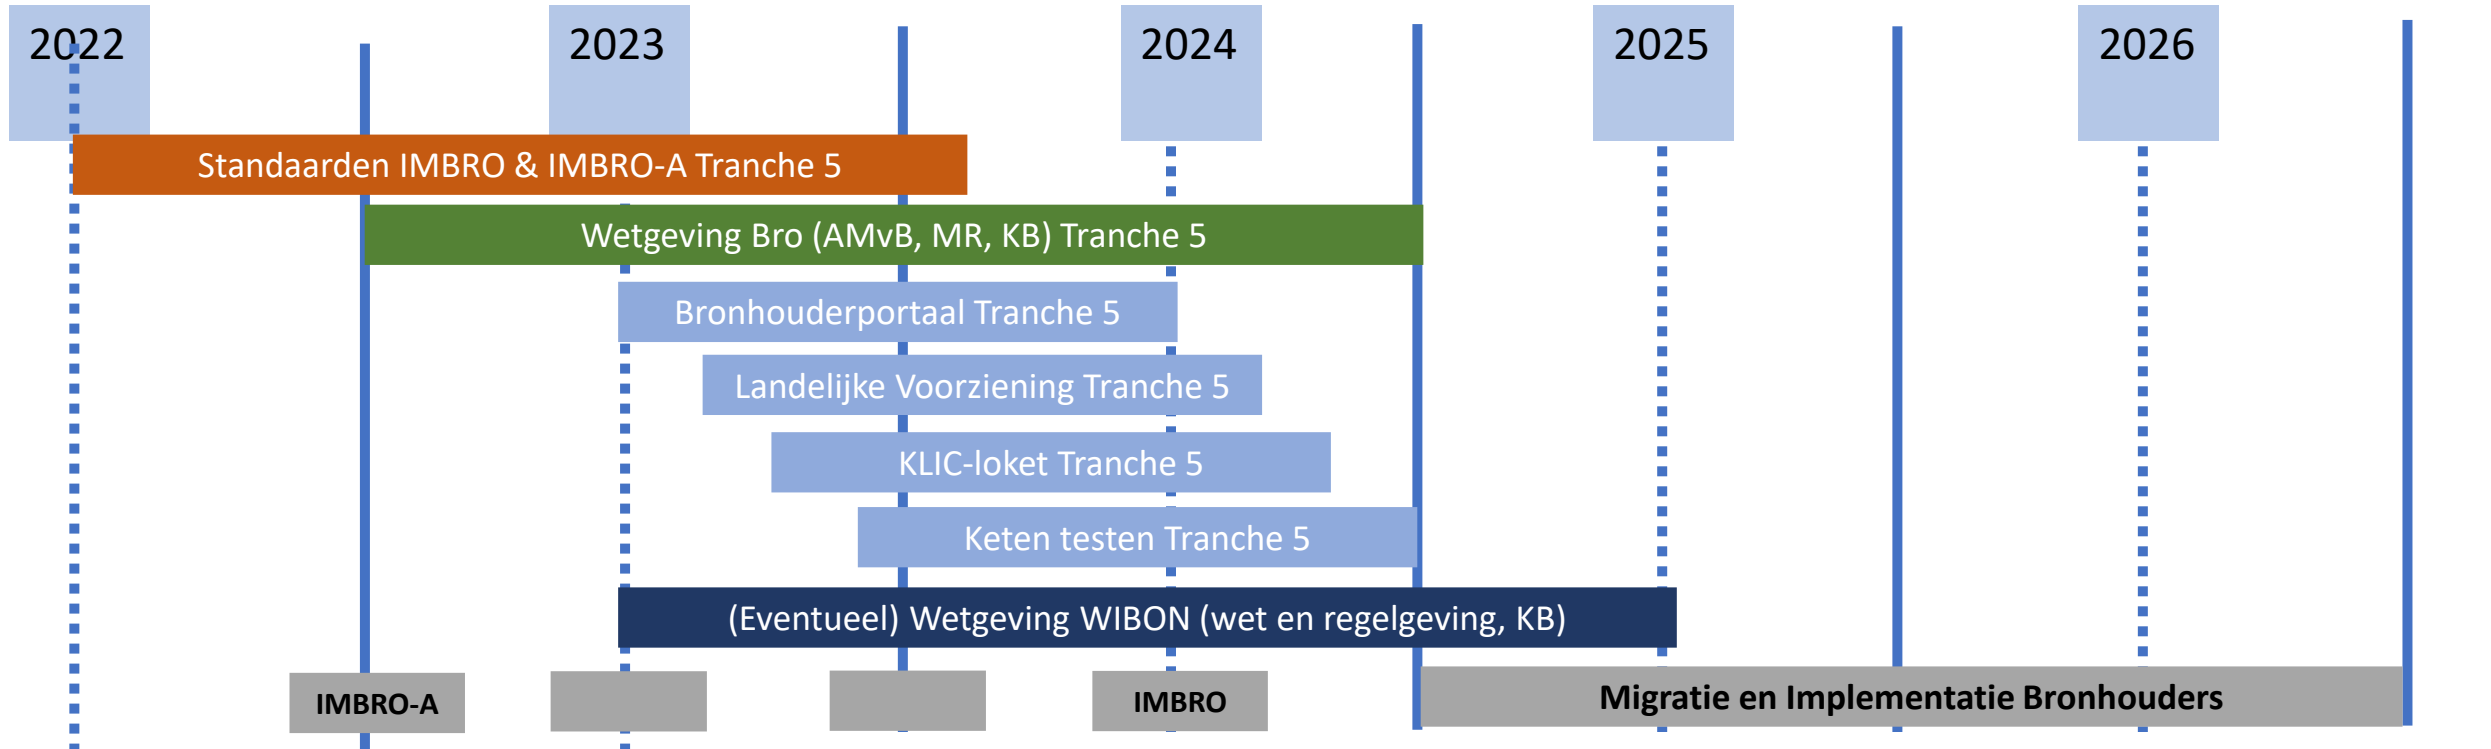 2022
2023
2024
2025
2026
Standaarden IMBRO & IMBRO-A Tranche 5
Wetgeving Bro (AMvB, MR, KB) Tranche 5
Bronhouderportaal Tranche 5
Landelijke Voorziening Tranche 5
KLIC-loket Tranche 5
Keten testen Tranche 5
(Eventueel) Wetgeving WIBON (wet en regelgeving, KB)
IMBRO-A
IMBRO
Migratie en Implementatie Bronhouders